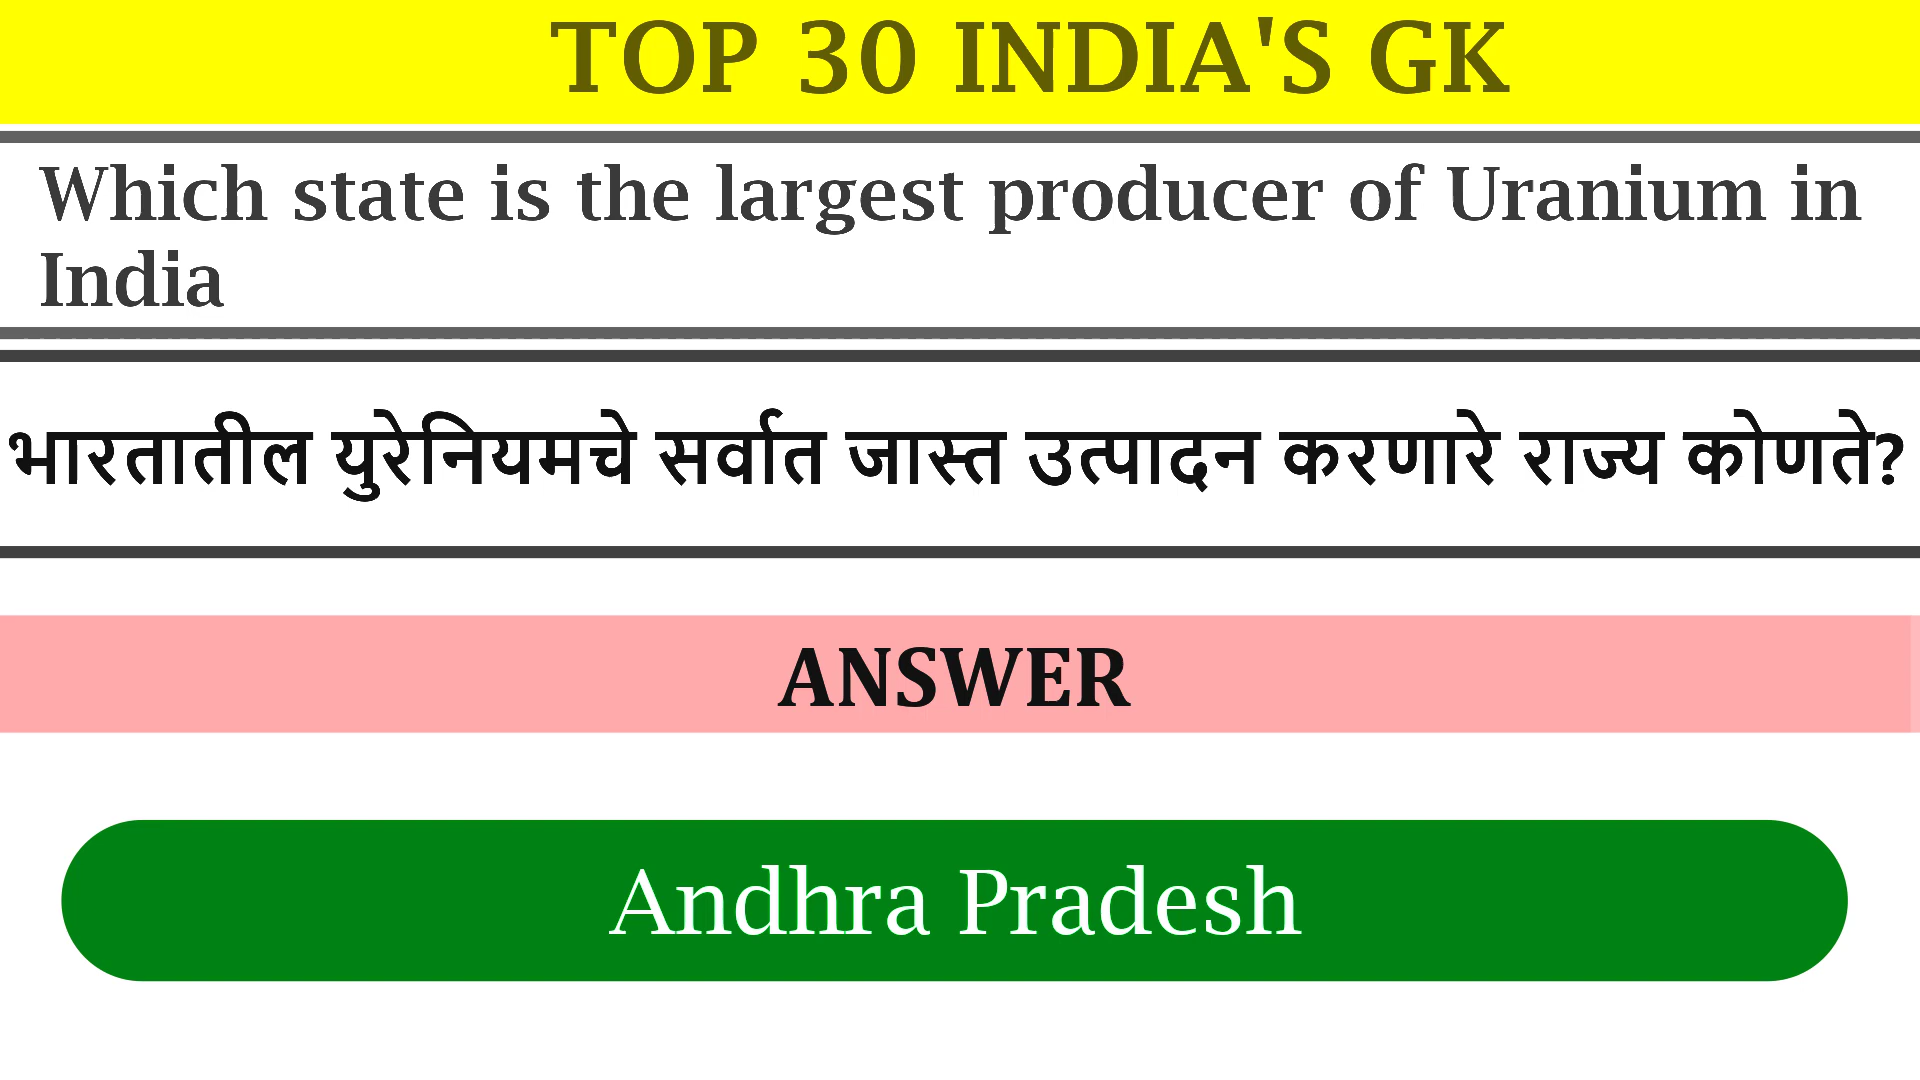 TOP 30 INDIA'S GK
Which state is the largest producer of Uranium in
India
भारतातील युरेनियमचे सर्वात जास्त उत्पादन करणारे राज्य कोणते?
ANSWER
Andhra Pradesh